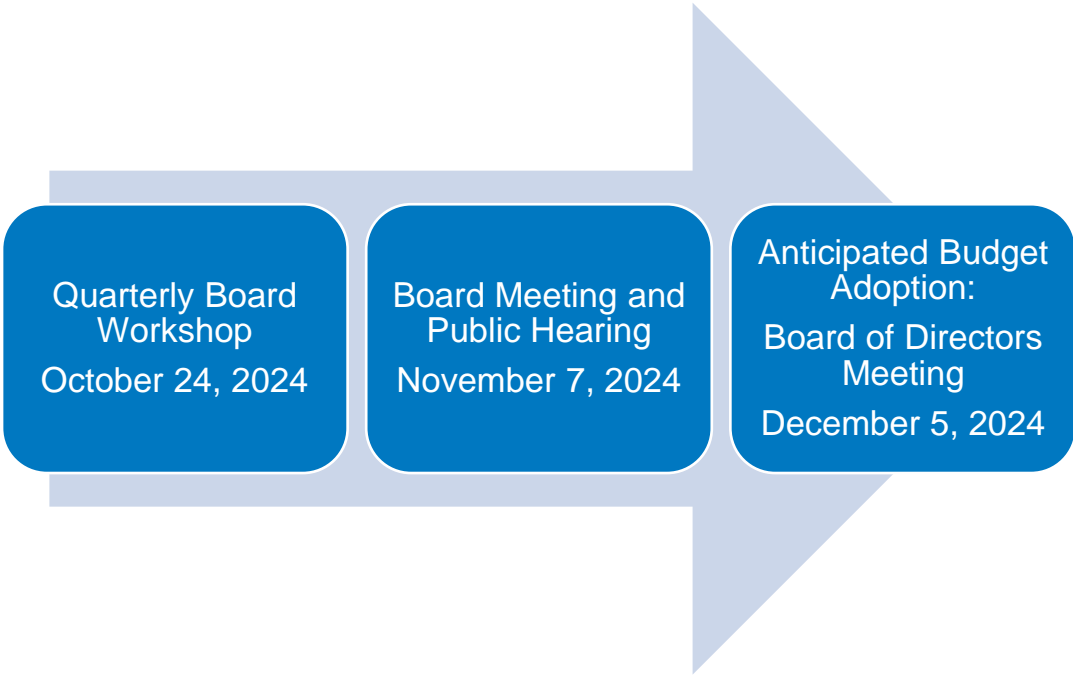 Quarterly Board
Workshop
October 24, 2024
Board Meeting and
Public Hearing
November 7, 2024
Anticipated Budget
Adoption:
Board of Directors
Meeting
December 5, 2024